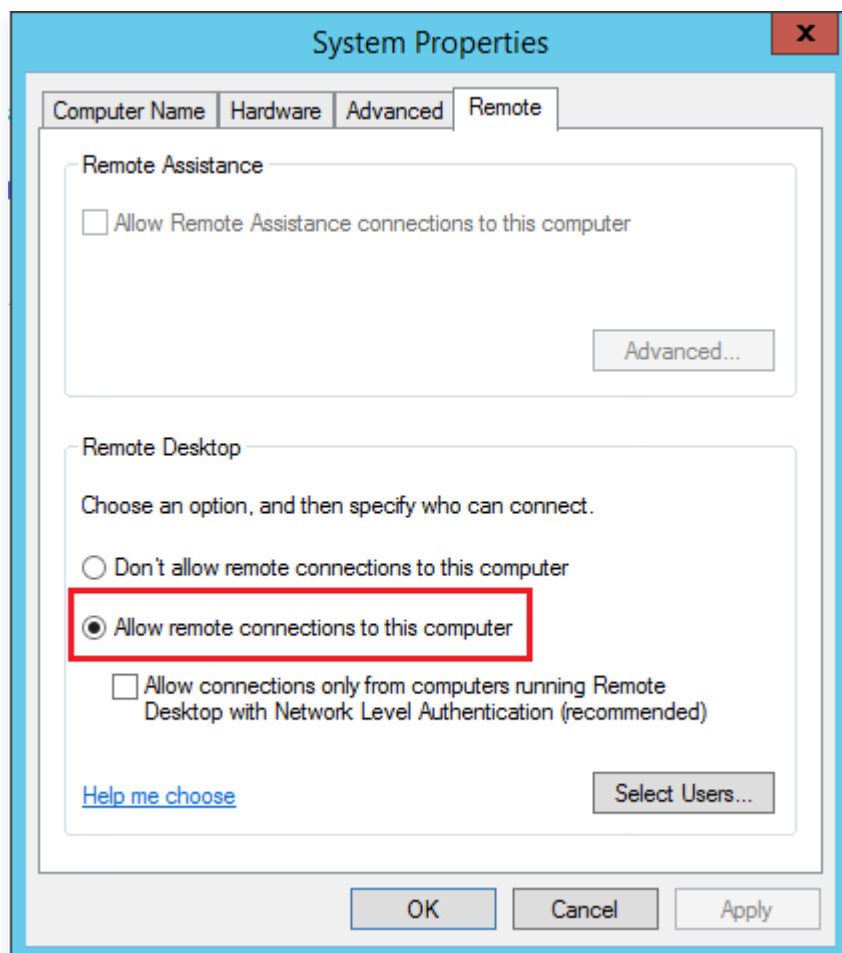 System Properties
x
Computer Name
Hardware
Advanced
Remote
Remote Assistance
Allow Remote Assistance connections to this computer
Advanced...
Remote Desktop
Choose an option, and then specify who can connect.
Don't allow remote connections to this computer
Allow remote connections to this computer
Allow connections only from computers running Remote
Desktop with Network Level Authentication (recommended)
Help me choose
Select Users...
OK
Cancel
Apply